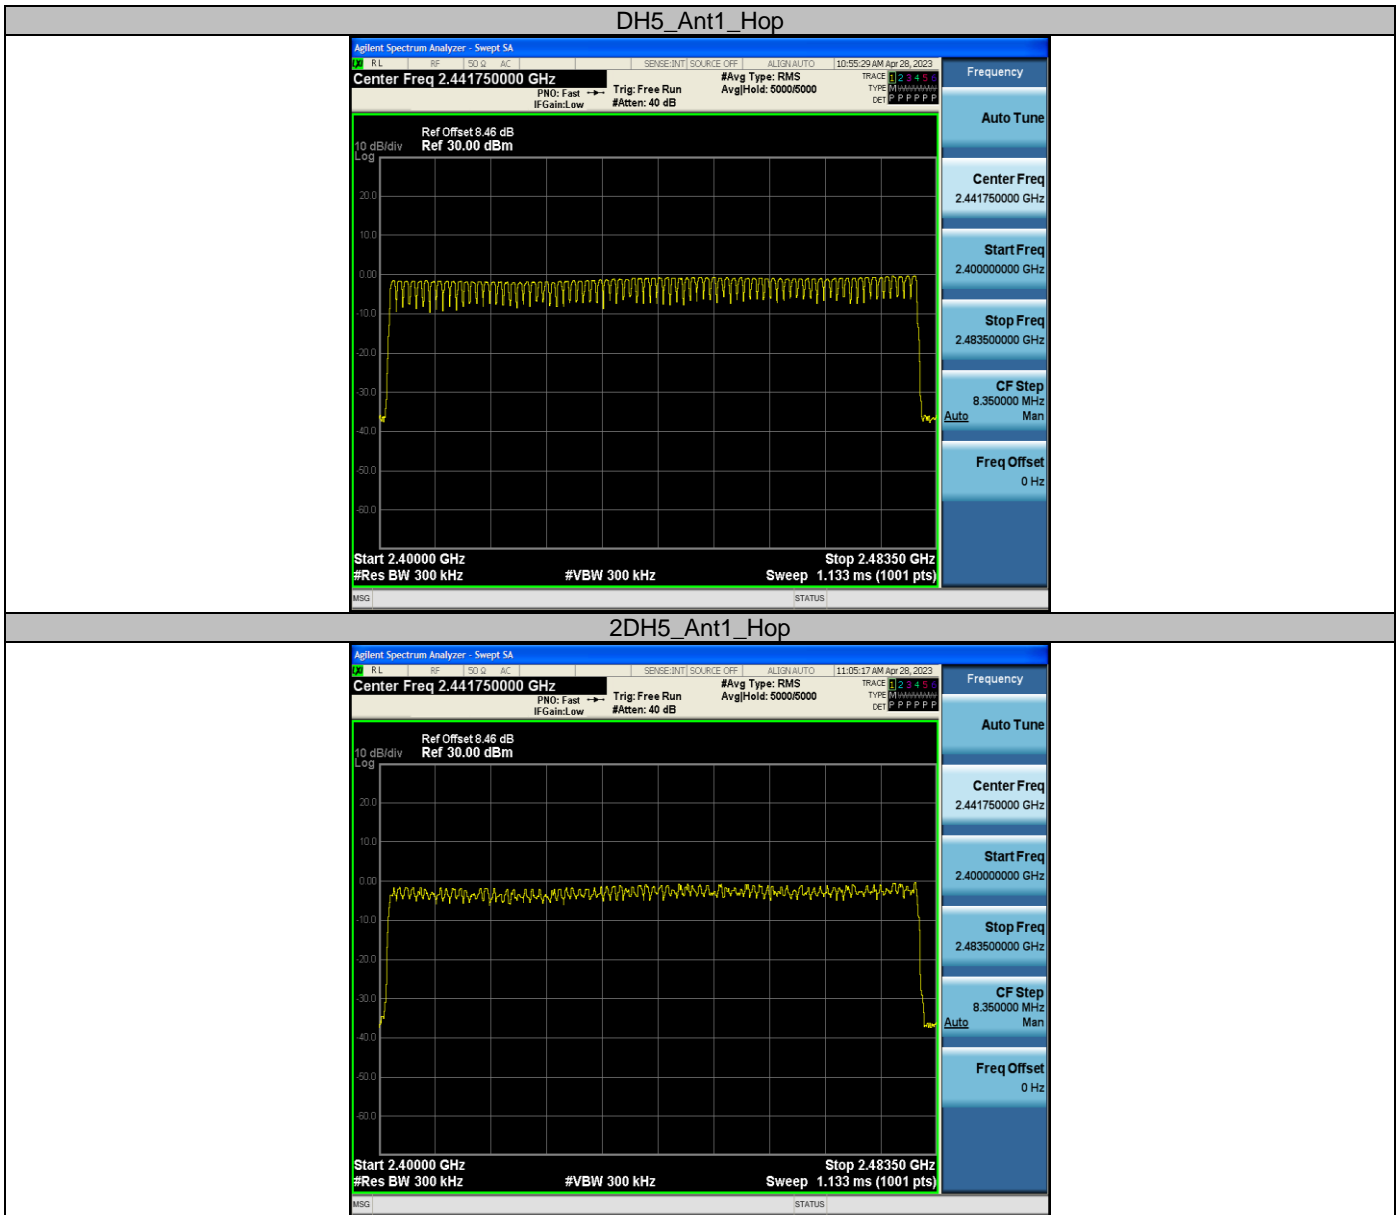 DH5_Ant1_Hop
Agilent Spectrum Analyzer - Swept SA
RL RF 50 Ω AC SENSE:INT SOURCE OFF ALIGN AUTO 10:55:29 AM Apr 28, 2023
Center Freq 2.441750000 GHz #Avg Type: RMS TRACE 1 2 3 4 5 6
PNO: Fast Trig: Free Run Avg|Hold: 5000/5000 TYPE M
IFGain:Low #Atten: 40 dB DET P P P P P P
Frequency
Auto Tune
Ref Offset 8.46 dB
10 dB/div Ref 30.00 dBm
Log
20.0
10.0
0.00
-10.0
-20.0
-30.0
-40.0
-50.0
-60.0
Center Freq
2.441750000 GHz
Start Freq
2.400000000 GHz
Stop Freq
2.483500000 GHz
CF Step
8.350000 MHz
Auto Man
Freq Offset
0 Hz
Start 2.40000 GHz Stop 2.48350 GHz
#Res BW 300 kHz #VBW 300 kHz Sweep 1.133 ms (1001 pts)
MSG STATUS
2DH5_Ant1_Hop
Agilent Spectrum Analyzer - Swept SA
RL RF 50 Ω AC SENSE:INT SOURCE OFF ALIGN AUTO 11:05:17 AM Apr 28, 2023
Center Freq 2.441750000 GHz #Avg Type: RMS TRACE 1 2 3 4 5 6
PNO: Fast Trig: Free Run Avg|Hold: 5000/5000 TYPE M
IFGain:Low #Atten: 40 dB DET P P P P P P
Frequency
Auto Tune
Ref Offset 8.46 dB
10 dB/div Ref 30.00 dBm
Log
20.0
10.0
0.00
-10.0
-20.0
-30.0
-40.0
-50.0
-60.0
Center Freq
2.441750000 GHz
Start Freq
2.400000000 GHz
Stop Freq
2.483500000 GHz
CF Step
8.350000 MHz
Auto Man
Freq Offset
0 Hz
Start 2.40000 GHz Stop 2.48350 GHz
#Res BW 300 kHz #VBW 300 kHz Sweep 1.133 ms (1001 pts)
MSG STATUS